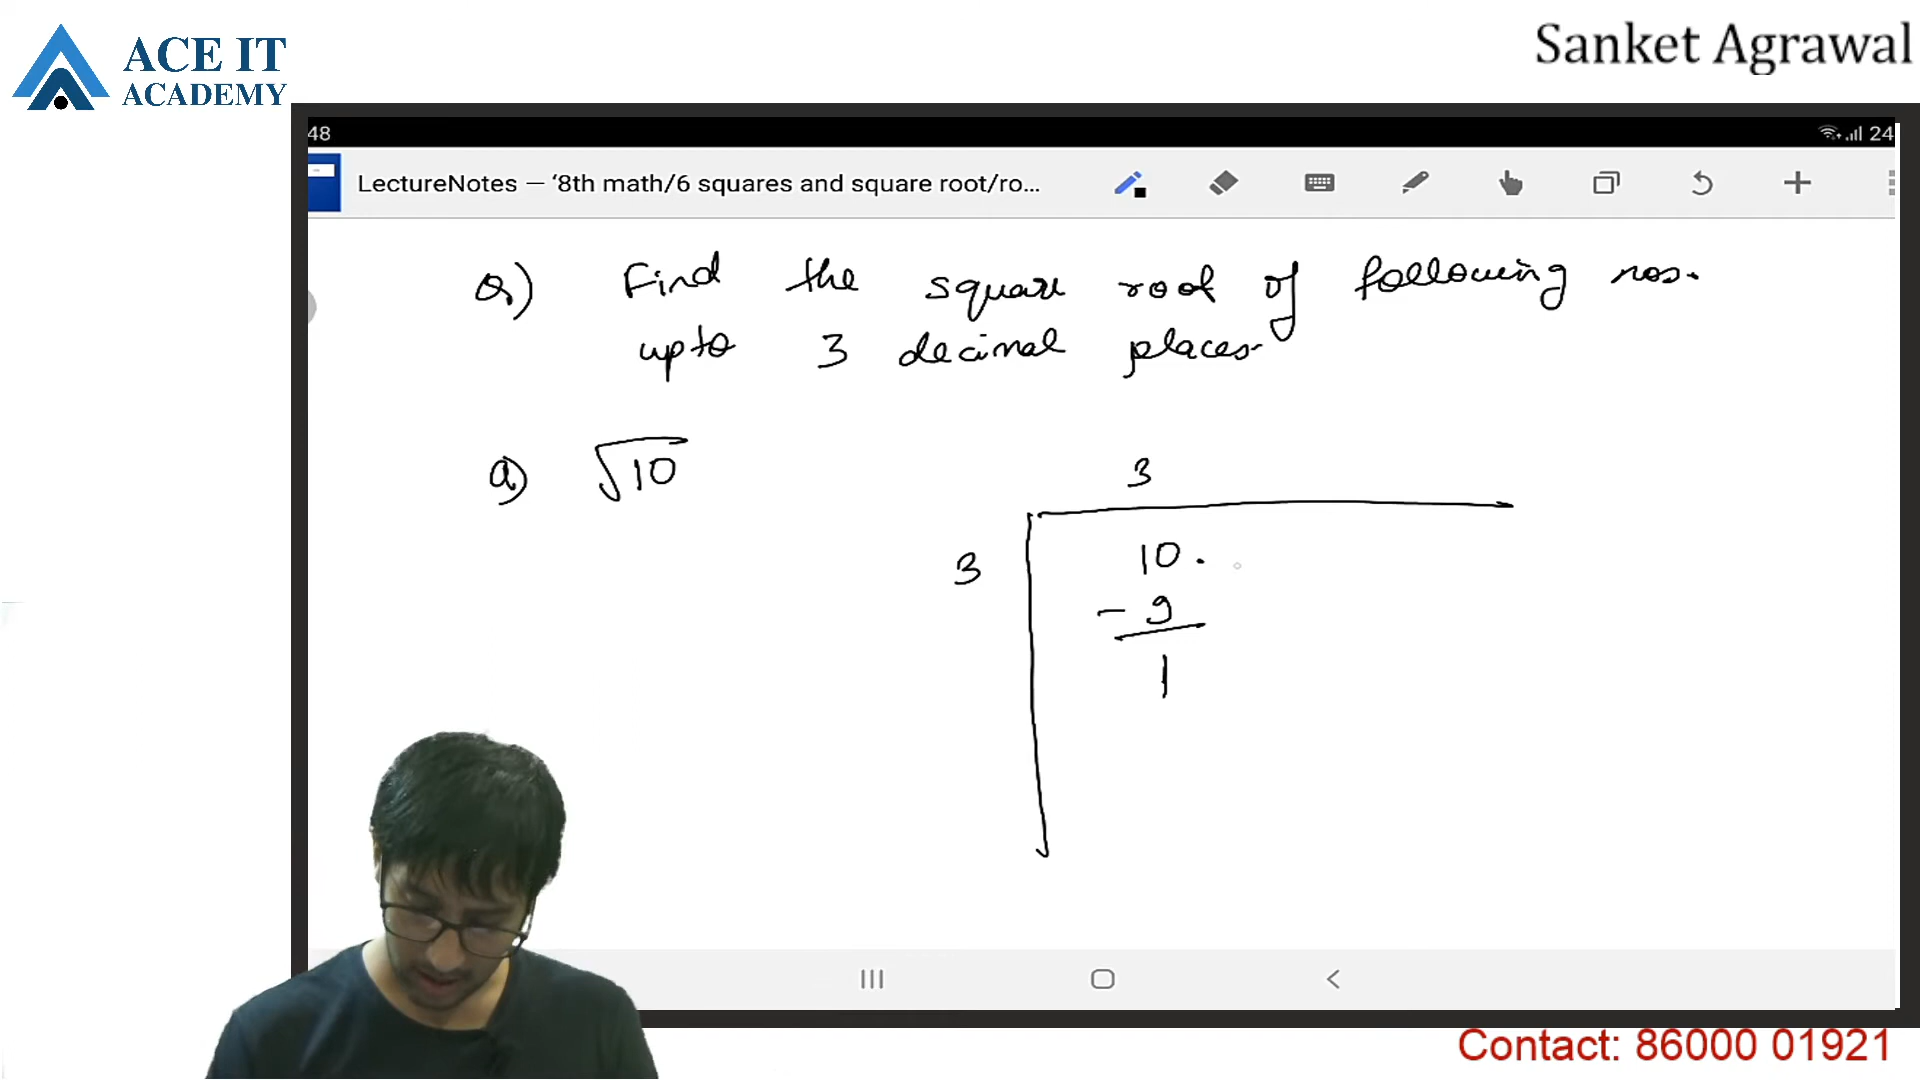 ACE IT
ACADEMY
Sanket Agrawal
48
24
LectureNotes — ‘8th math/6 squares and square root/ro...
Q) Find the square root of following nos.
upto 3 decimal places.
a) √10
3
3
10.
- 9
1
Contact: 86000 01921